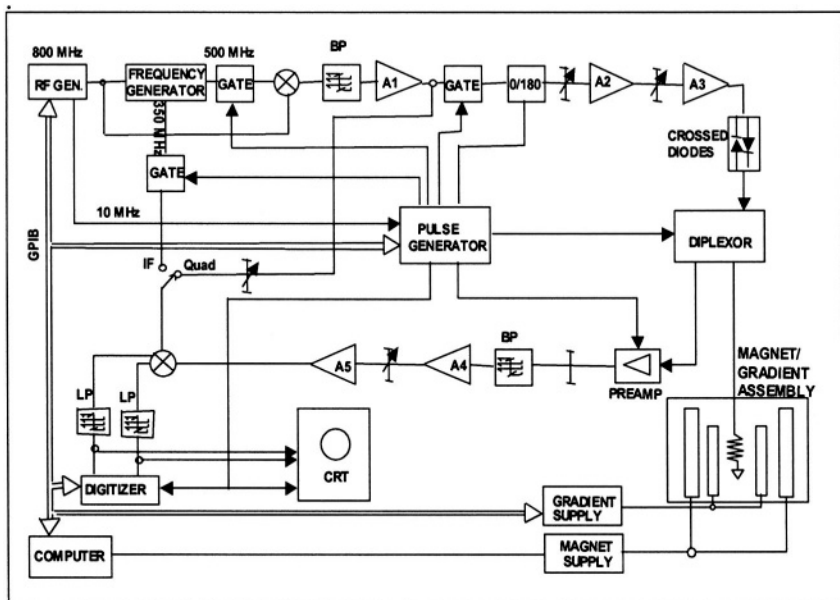 800 MHz
RF GEN.
FREQUENCY
GENERATOR
500 MHz
GATE
BP
A1
GATE
0/180
A2
A3
350 MHz
GATE
CROSSED
DIODES
10 MHz
PULSE
GENERATOR
DIPLEXOR
GPIB
IF
Quad
A5
A4
BP
PREAMP
MAGNET/
GRADIENT
ASSEMBLY
LP
LP
CRT
DIGITIZER
GRADIENT
SUPPLY
COMPUTER
MAGNET
SUPPLY